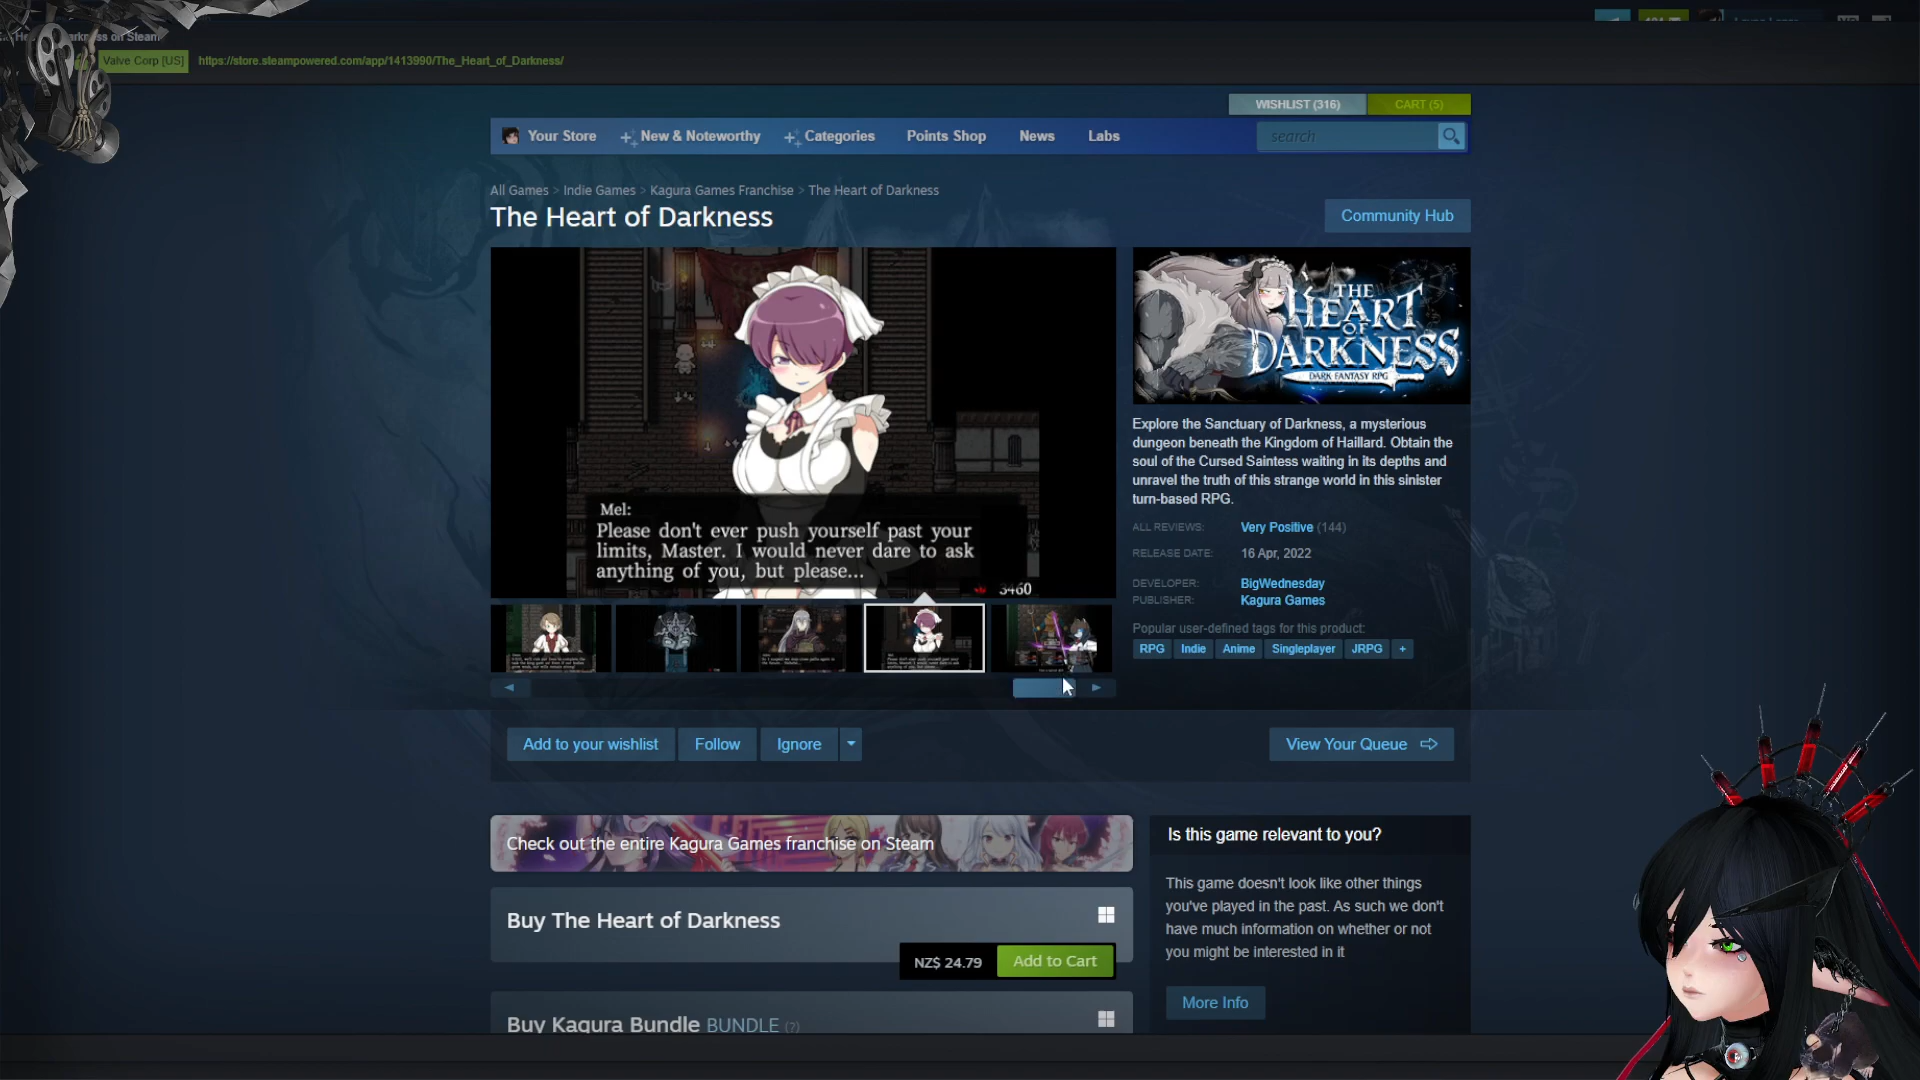 Valve Corp [US] https://store.steampowered.com/app/1413990/The_Heart_of_Darkness/
WISHLIST (316) CART (5)
Your Store New & Noteworthy Categories Points Shop News Labs search
All Games > Indie Games > Kagura Games Franchise > The Heart of Darkness
The Heart of Darkness
Community Hub
THE
HEART
OF
DARKNESS
DARK FANTASY RPG
Mel:
Please don't ever push yourself past your
limits, Master. I would never dare to ask
anything of you, but please...
3460
Explore the Sanctuary of Darkness, a mysterious
dungeon beneath the Kingdom of Haillard. Obtain the
soul of the Cursed Saintess waiting in its depths and
unravel the truth of this strange world in this sinister
turn-based RPG.
ALL REVIEWS: Very Positive (144)
RELEASE DATE: 16 Apr, 2022
DEVELOPER: BigWednesday
PUBLISHER: Kagura Games
Popular user-defined tags for this product:
RPG Indie Anime Singleplayer JRPG +
Add to your wishlist Follow Ignore
View Your Queue
Check out the entire Kagura Games franchise on Steam
Is this game relevant to you?
This game doesn't look like other things
you've played in the past. As such we don't
have much information on whether or not
you might be interested in it
More Info
Buy The Heart of Darkness
NZ$ 24.79 Add to Cart
Buy Kagura Bundle BUNDLE (?)